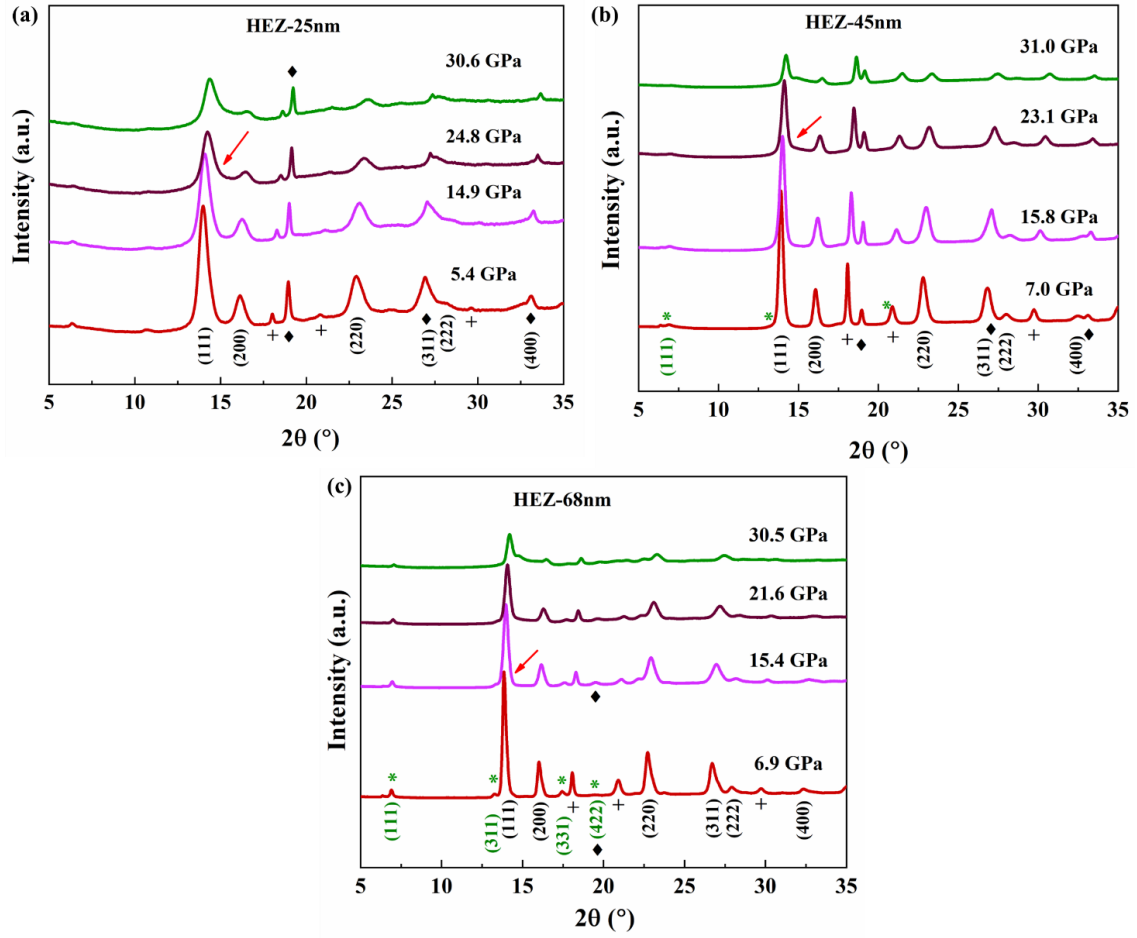 (a)
HEZ-25nm
30.6 GPa
24.8 GPa
14.9 GPa
5.4 GPa
♦
(111)
(200)
+
♦
+
(220)
♦
(311)
(222)
+
♦
(400)
5 10 15 20 25 30 35
2θ (°)
Intensity (a.u.)
(b)
HEZ-45nm
31.0 GPa
23.1 GPa
15.8 GPa
7.0 GPa
*
*
*
(111)
(111)
(200)
+
♦
+
(220)
♦
(311)
(222)
+
♦
(400)
5 10 15 20 25 30 35
2θ (°)
Intensity (a.u.)
(c)
HEZ-68nm
30.5 GPa
21.6 GPa
15.4 GPa
♦
6.9 GPa
*
*
*
*
(111)
(311)
(111)
(200)
(331)
+
(422)
♦
+
(220)
(311)
(222)
+
(400)
5 10 15 20 25 30 35
2θ (°)
Intensity (a.u.)